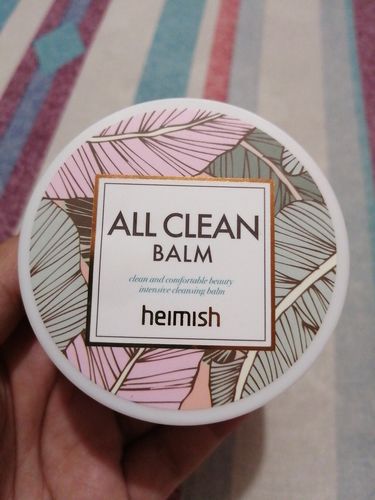 ALL CLEAN
BALM
clean and comfortable beauty
intensive cleansing balm
heimish